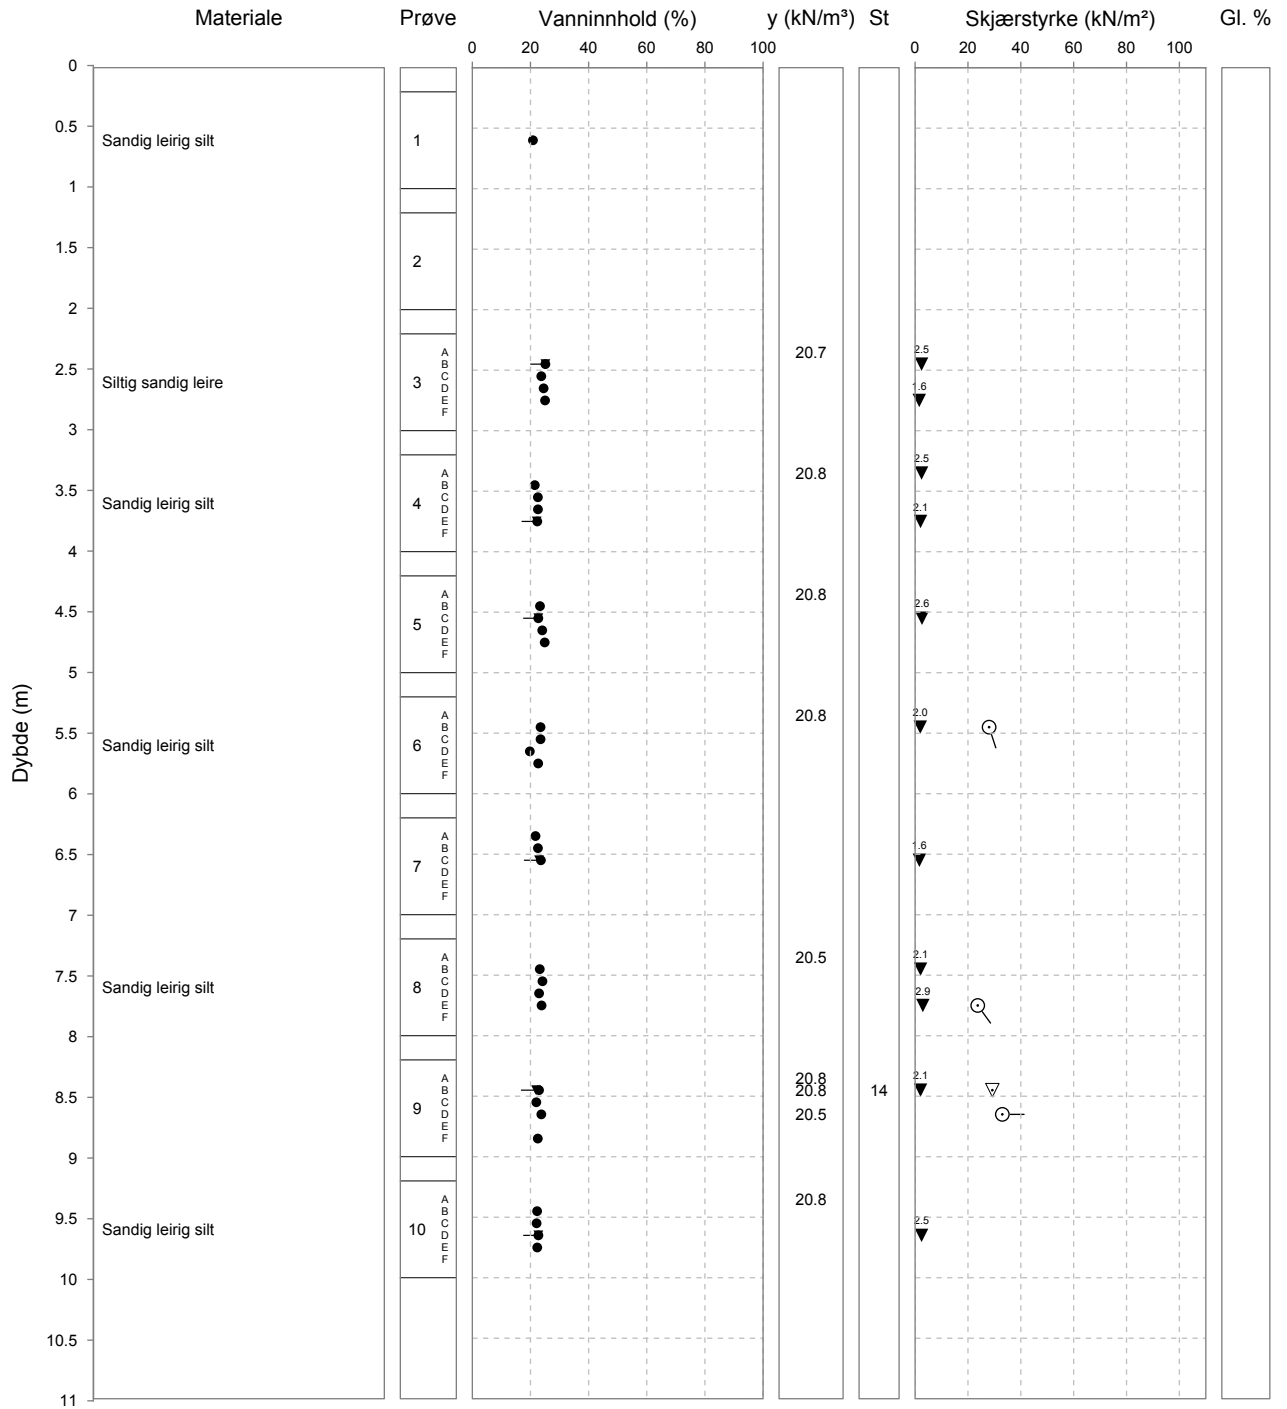 Materiale Prøve Vanninnhold (%) y (kN/m³) St Skjærstyrke (kN/m²) Gl. %
0 20 40 60 80 100 0 20 40 60 80 100
0
0.5
Sandig leirig silt 1
1
1.5
2
2
A 20.7 2.5
B
2.5 Siltig sandig leire 3 C
D
E 1.6
F
3
A 20.8 2.5
B
3.5 Sandig leirig silt 4 C
D 2.1
E
F
4
A 20.8
B
4.5 5 C 2.6
D
E
F
5
Dybde (m)
A 20.8 2.0
B
5.5 Sandig leirig silt 6 C
D
E
F
6
A
B 1.6
6.5 7 C
D
E
F
7
A 20.5 2.1
B
7.5 Sandig leirig silt 8 C
D
E 2.9
F
8
A 20.8 2.1
B 20.8 14
8.5 9 C
D 20.5
E
F
9
A 20.8
B
9.5 Sandig leirig silt 10 C 2.5
D
E
F
10
10.5
11